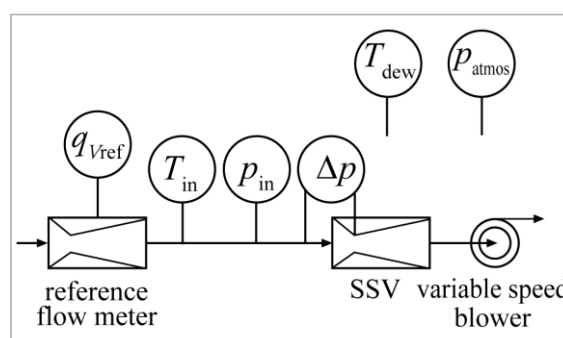 T_dew
p_atmos
q_Vref
T_in
p_in
Δp
reference
flow meter
SSV
variable speed
blower